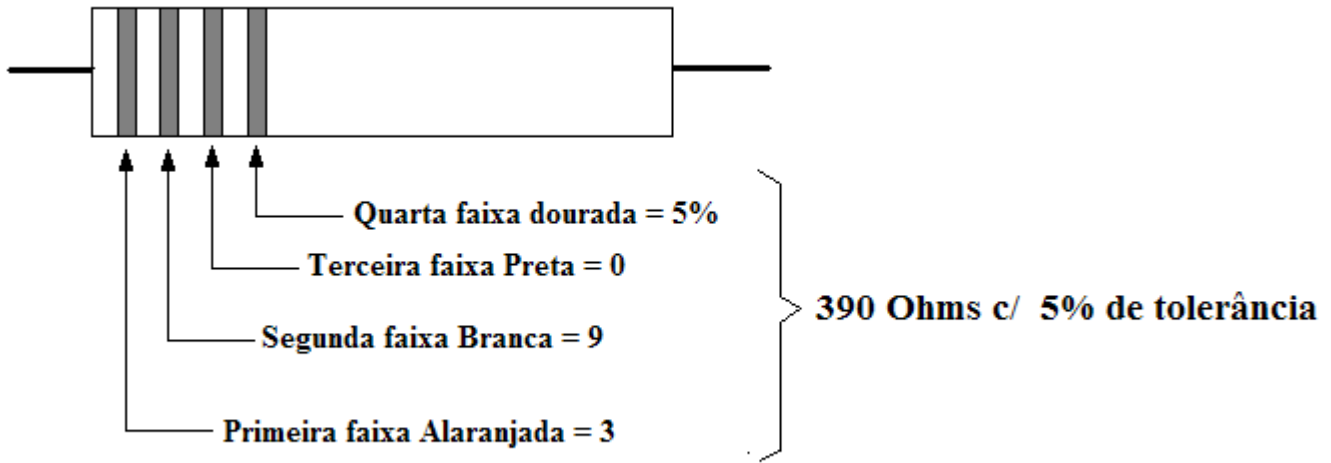 Quarta faixa dourada = 5%
Terceira faixa Preta = 0
390 Ohms c/ 5% de tolerância
Segunda faixa Branca = 9
Primeira faixa Alaranjada = 3